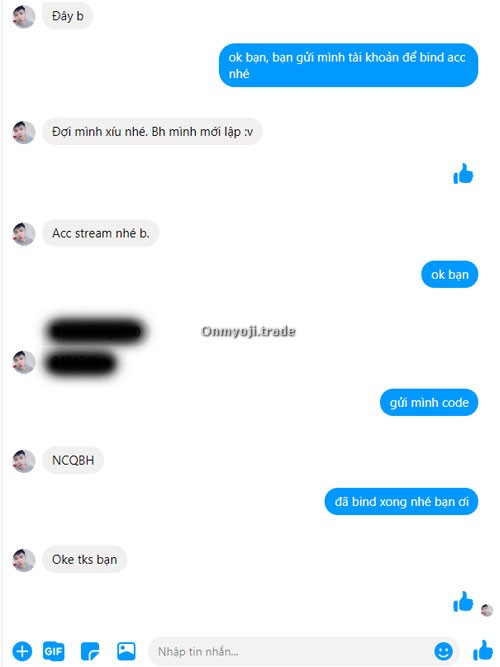 Đây b
ok bạn, bạn gửi mình tài khoản để bind acc
nhé
Đợi mình xíu nhé. Bh mình mới lập :v
Acc stream nhé b.
ok bạn
Onmyoji.trade
gửi mình code
NCQBH
đã bind xong nhé bạn ơi
Oke tks bạn
GIF
Nhập tin nhắn...